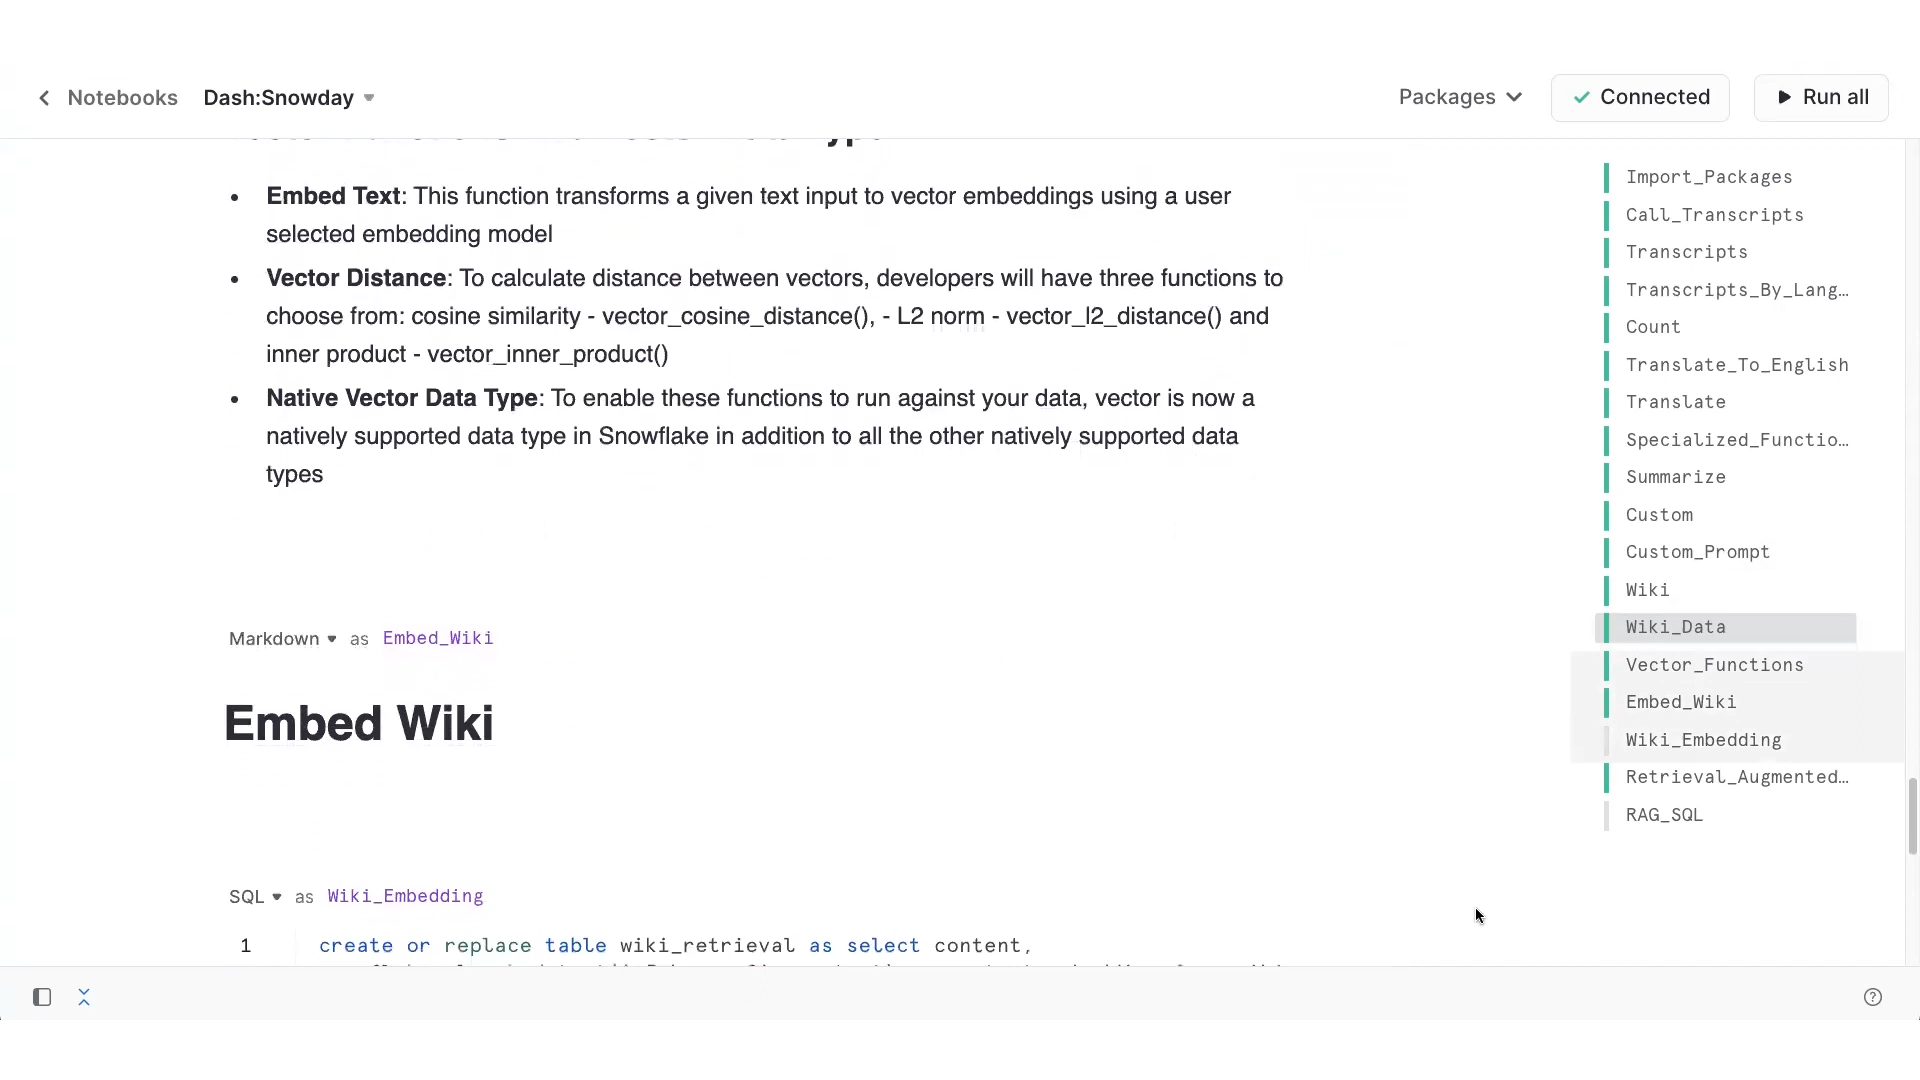 Notebooks Dash:Snowday Packages Connected Run all
• Embed Text: This function transforms a given text input to vector embeddings using a user
selected embedding model
• Vector Distance: To calculate distance between vectors, developers will have three functions to
choose from: cosine similarity - vector_cosine_distance(), - L2 norm - vector_l2_distance() and
inner product - vector_inner_product()
• Native Vector Data Type: To enable these functions to run against your data, vector is now a
natively supported data type in Snowflake in addition to all the other natively supported data
types
Markdown as Embed_Wiki
Embed Wiki
SQL as Wiki_Embedding
1 create or replace table wiki_retrieval as select content,
Import_Packages
Call_Transcripts
Transcripts
Transcripts_By_Lang…
Count
Translate_To_English
Translate
Specialized_Functio…
Summarize
Custom
Custom_Prompt
Wiki
Wiki_Data
Vector_Functions
Embed_Wiki
Wiki_Embedding
Retrieval_Augmented…
RAG_SQL